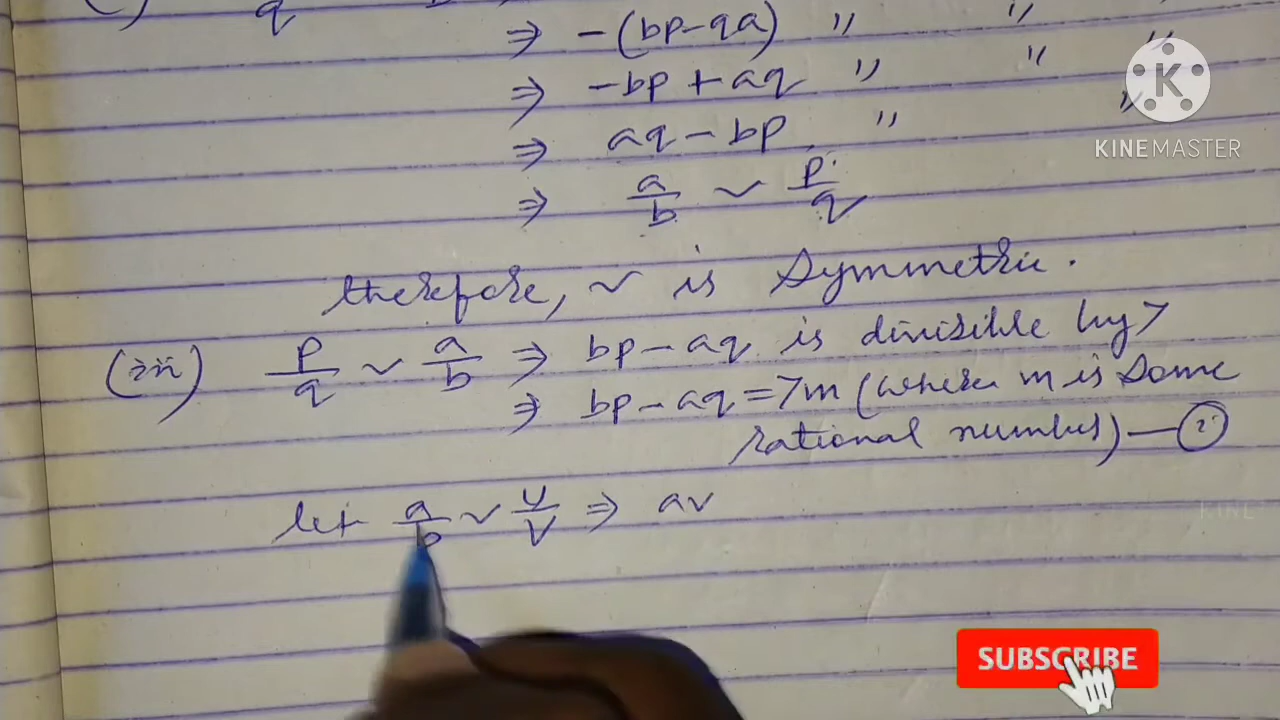 q
⇒ -(bp-qa) " " "
⇒ -bp + aq " " "
⇒ aq - bp " "
⇒ a/b ~ p/q
therefore, ~ is Symmetric.
(iii) p/q ~ a/b ⇒ bp-aq is divisible by 7
⇒ bp-aq=7m (where m is some
rational number) —
let a/b ~ u/v ⇒ av
K
KINEMASTER
SUBSCRIBE